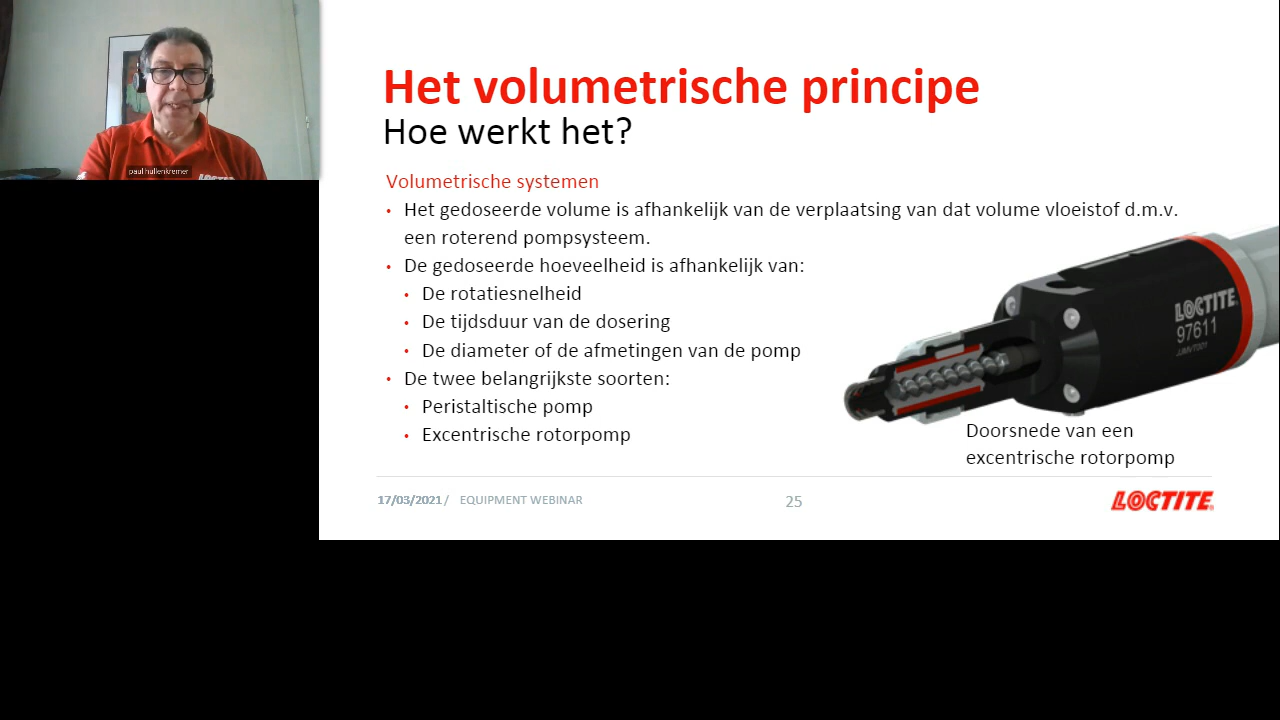 Het volumetrische principe
Hoe werkt het?
Volumetrische systemen
• Het gedoseerde volume is afhankelijk van de verplaatsing van dat volume vloeistof d.m.v.
een roterend pompsysteem.
• De gedoseerde hoeveelheid is afhankelijk van:
• De rotatiesnelheid
• De tijdsduur van de dosering
• De diameter of de afmetingen van de pomp
• De twee belangrijkste soorten:
• Peristaltische pomp
• Excentrische rotorpomp
LOCTITE
97611
Doorsnede van een
excentrische rotorpomp
17/03/2021 / EQUIPMENT WEBINAR
25
LOCTITE
paul hullenkremer